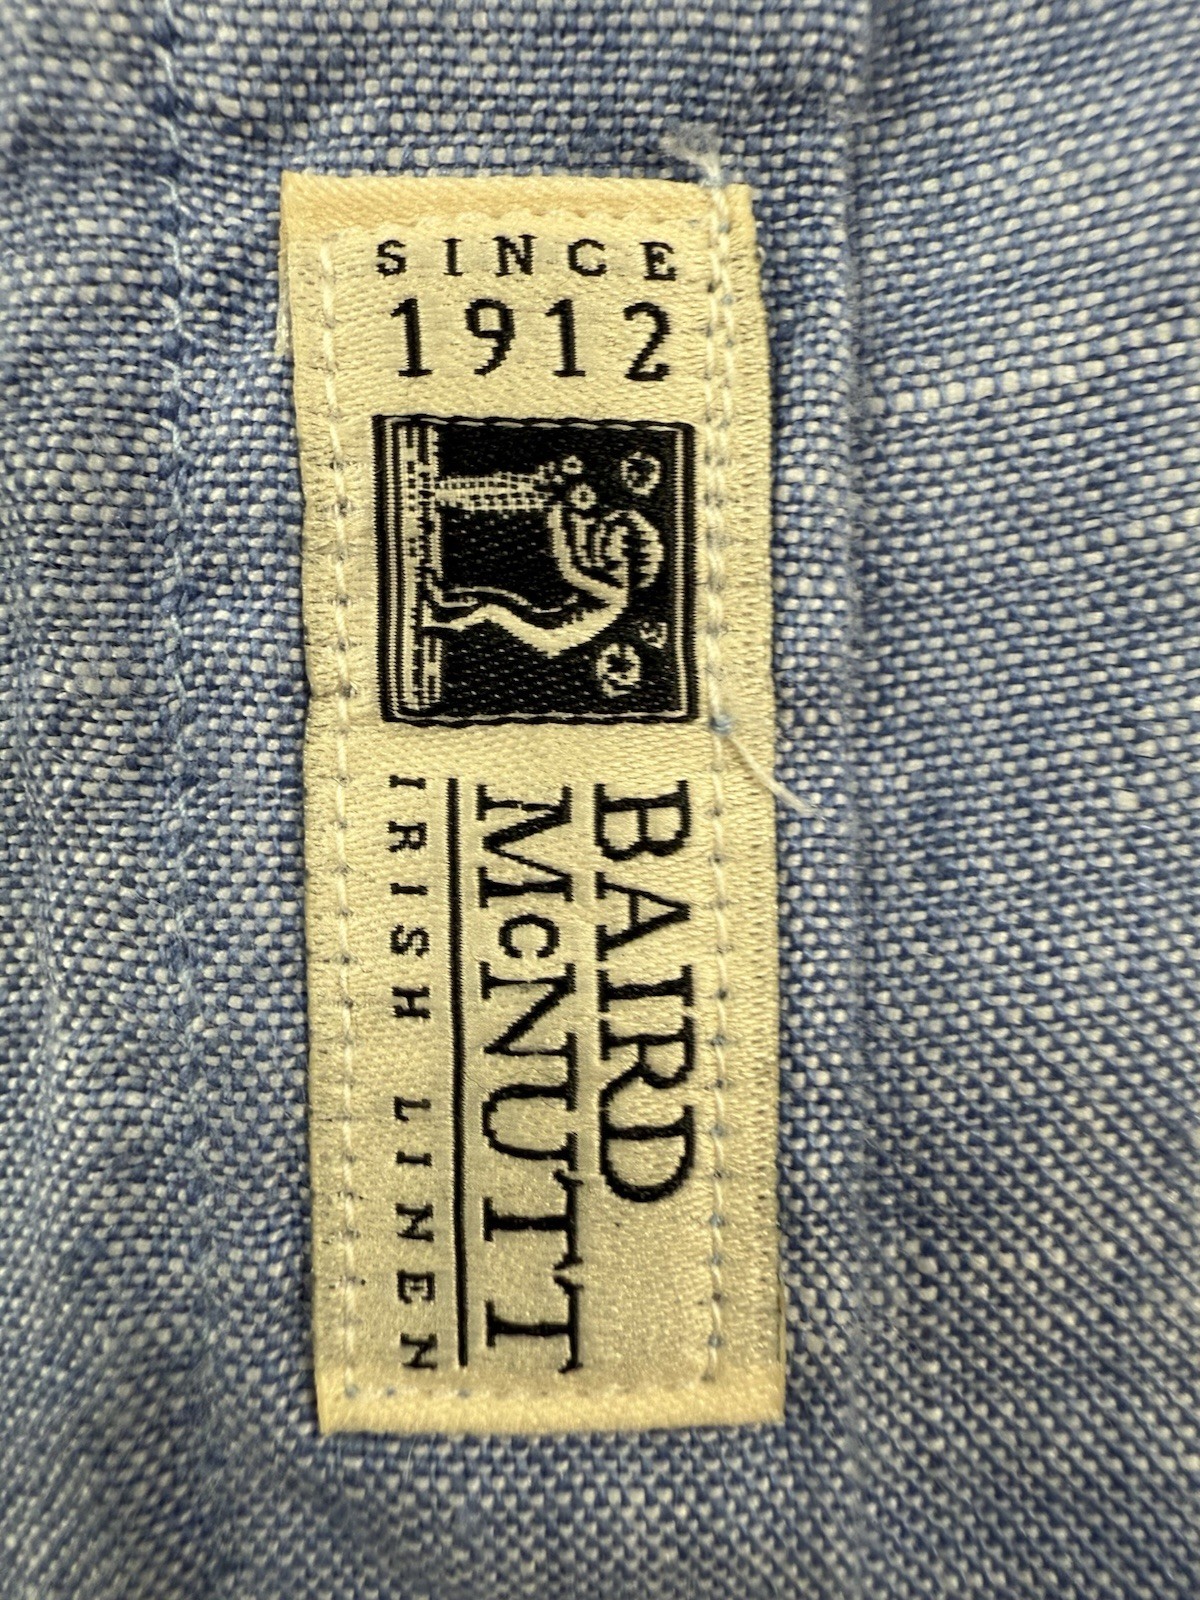 SINCE
1912
BAIRD
McNUTT
IRISH LINEN